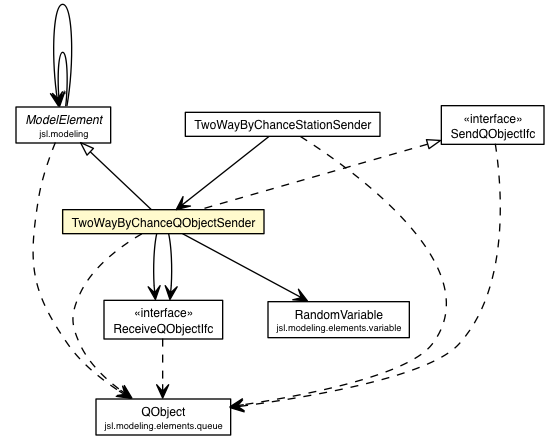 ModelElement
jsl.modeling
TwoWayByChanceStationSender
«interface»
SendQObjectIfc
TwoWayByChanceQObjectSender
«interface»
ReceiveQObjectIfc
RandomVariable
jsl.modeling.elements.variable
QObject
jsl.modeling.elements.queue